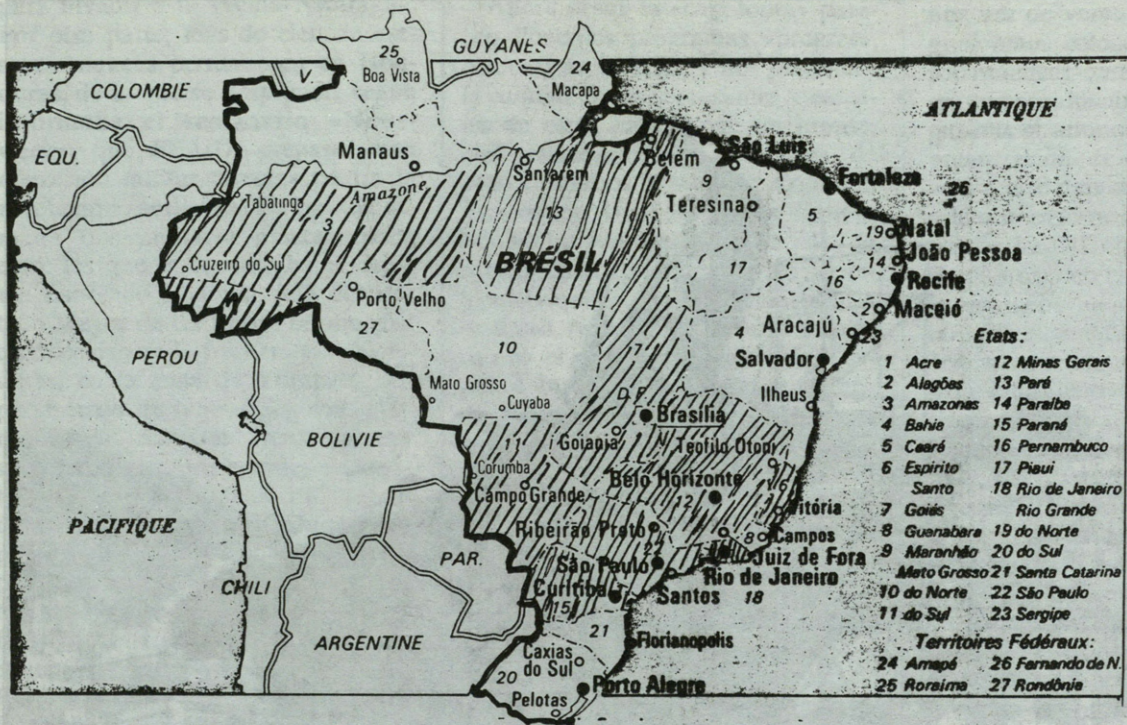 25
Boa Vista
GUYANES
24
Macapa
COLOMBIE
V.
ATLANTIQUE
EQU.
Manaus
Santarem
Belém
São Luis
9
Fortaleza
26
Amazone
Tabatinga
3
13
Teresina
5
19
Natal
João Pessoa
14
Cruzeiro do Sul
BRÉSIL
17
16
Recife
Porto Velho
2
Maceió
27
10
7
4
Aracajú
23
PEROU
Salvador
Mato Grosso
Cuyaba
D.F.
Ilheus
Brasília
Goiania
Teofilo Otoni
BOLIVIE
11
Corumba
Campo Grande
Belo Horizonte
12
6
Vitória
Ribeirão Preto
8
Campos
PACIFIQUE
22
Juiz de Fora
PAR.
São Paulo
Rio de Janeiro
CHILI
Curitiba
Santos
18
15
ARGENTINE
21
Florianopolis
Caxias
do Sul
20
Pelotas
Porto Alegre
Etats:
1 Acre
2 Alagôas
3 Amazonas
4 Bahia
5 Ceará
6 Espirito
Santo
7 Goiás
8 Guanabara
9 Maranhão
Mato Grosso
10 do Norte
11 do Sul
12 Minas Gerais
13 Pará
14 Paraíba
15 Paraná
16 Pernambuco
17 Piaui
18 Rio de Janeiro
Rio Grande
19 do Norte
20 do Sul
21 Santa Catarina
22 São Paulo
23 Sergipe
Territoires Fédéraux:
24 Amapé
25 Roraima
26 Fernando de N.
27 Rondônia